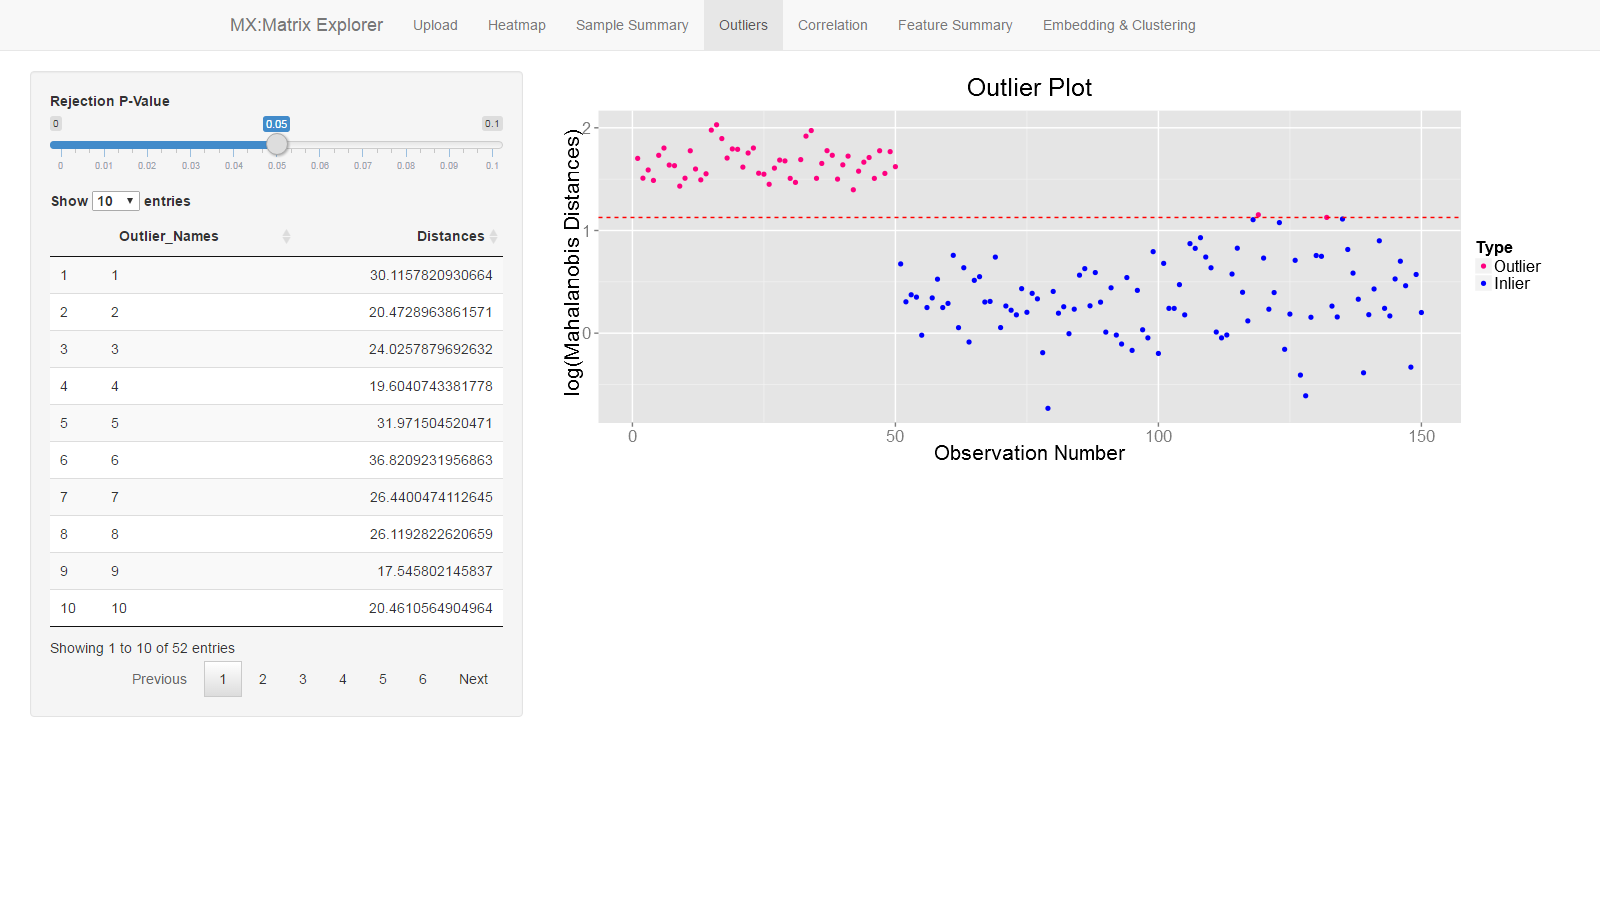 MX:Matrix Explorer Upload Heatmap Sample Summary Outliers Correlation Feature Summary Embedding & Clustering
Rejection P-Value
0 0.05 0.1
0 0.01 0.02 0.03 0.04 0.05 0.06 0.07 0.08 0.09 0.1
Show 10 entries
Outlier_Names Distances
1 1 30.1157820930664
2 2 20.4728963861571
3 3 24.0257879692632
4 4 19.6040743381778
5 5 31.971504520471
6 6 36.8209231956863
7 7 26.4400474112645
8 8 26.1192822620659
9 9 17.545802145837
10 10 20.4610564904964
Showing 1 to 10 of 52 entries
Previous 1 2 3 4 5 6 Next
Outlier Plot
log(Mahalanobis Distances)
2
1
0
0 50 100 150
Observation Number
Type
Outlier
Inlier